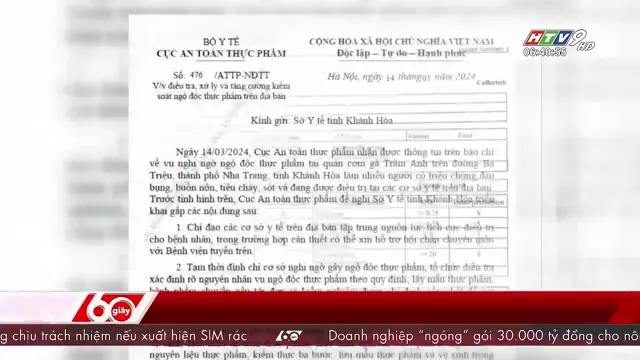 HTV9 HD
06:40:55
BỘ Y TẾ
CỤC AN TOÀN THỰC PHẨM
CỘNG HÒA XÃ HỘI CHỦ NGHĨA VIỆT NAM
Độc lập - Tự do - Hạnh phúc
Số: 476 /ATTP-NĐTT
V/v điều tra, xử lý và tăng cường kiểm
soát ngộ độc thực phẩm trên địa bàn
Hà Nội, ngày 14 tháng 03 năm 2024
Kính gửi: Sở Y tế tỉnh Khánh Hòa
Ngày 14/03/2024, Cục An toàn thực phẩm nhận được thông tin trên báo chí
về vụ nghi ngờ ngộ độc thực phẩm tại quán cơm gà Trâm Anh trên đường Bà
Triệu, thành phố Nha Trang, tỉnh Khánh Hòa làm nhiều người có triệu chứng đau
bụng, buồn nôn, tiêu chảy, sốt và đang được điều trị tại các cơ sở y tế trên địa bàn
Trước tình hình trên, Cục An toàn thực phẩm đề nghị Sở Y tế tỉnh Khánh Hòa triển
khai gấp các nội dung sau:
1. Chỉ đạo các cơ sở y tế trên địa bàn tập trung nguồn lực tích cực điều trị
cho bệnh nhân, trong trường hợp cần thiết có thể xin hỗ trợ hội chẩn chuyên môn
với Bệnh viện tuyến trên.
2. Tạm thời đình chỉ cơ sở nghi ngờ gây ngộ độc thực phẩm, tổ chức điều tra
xác định rõ nguyên nhân vụ ngộ độc thực phẩm theo quy định, lấy mẫu thực phẩm,
60 giây
g chịu trách nhiệm nếu xuất hiện SIM rác 60 Doanh nghiệp “ngóng” gói 30.000 tỷ đồng cho nô
nguyên liệu thực phẩm, kiểm thực ba bước, lưu mẫu thực phẩm và vệ sinh trong